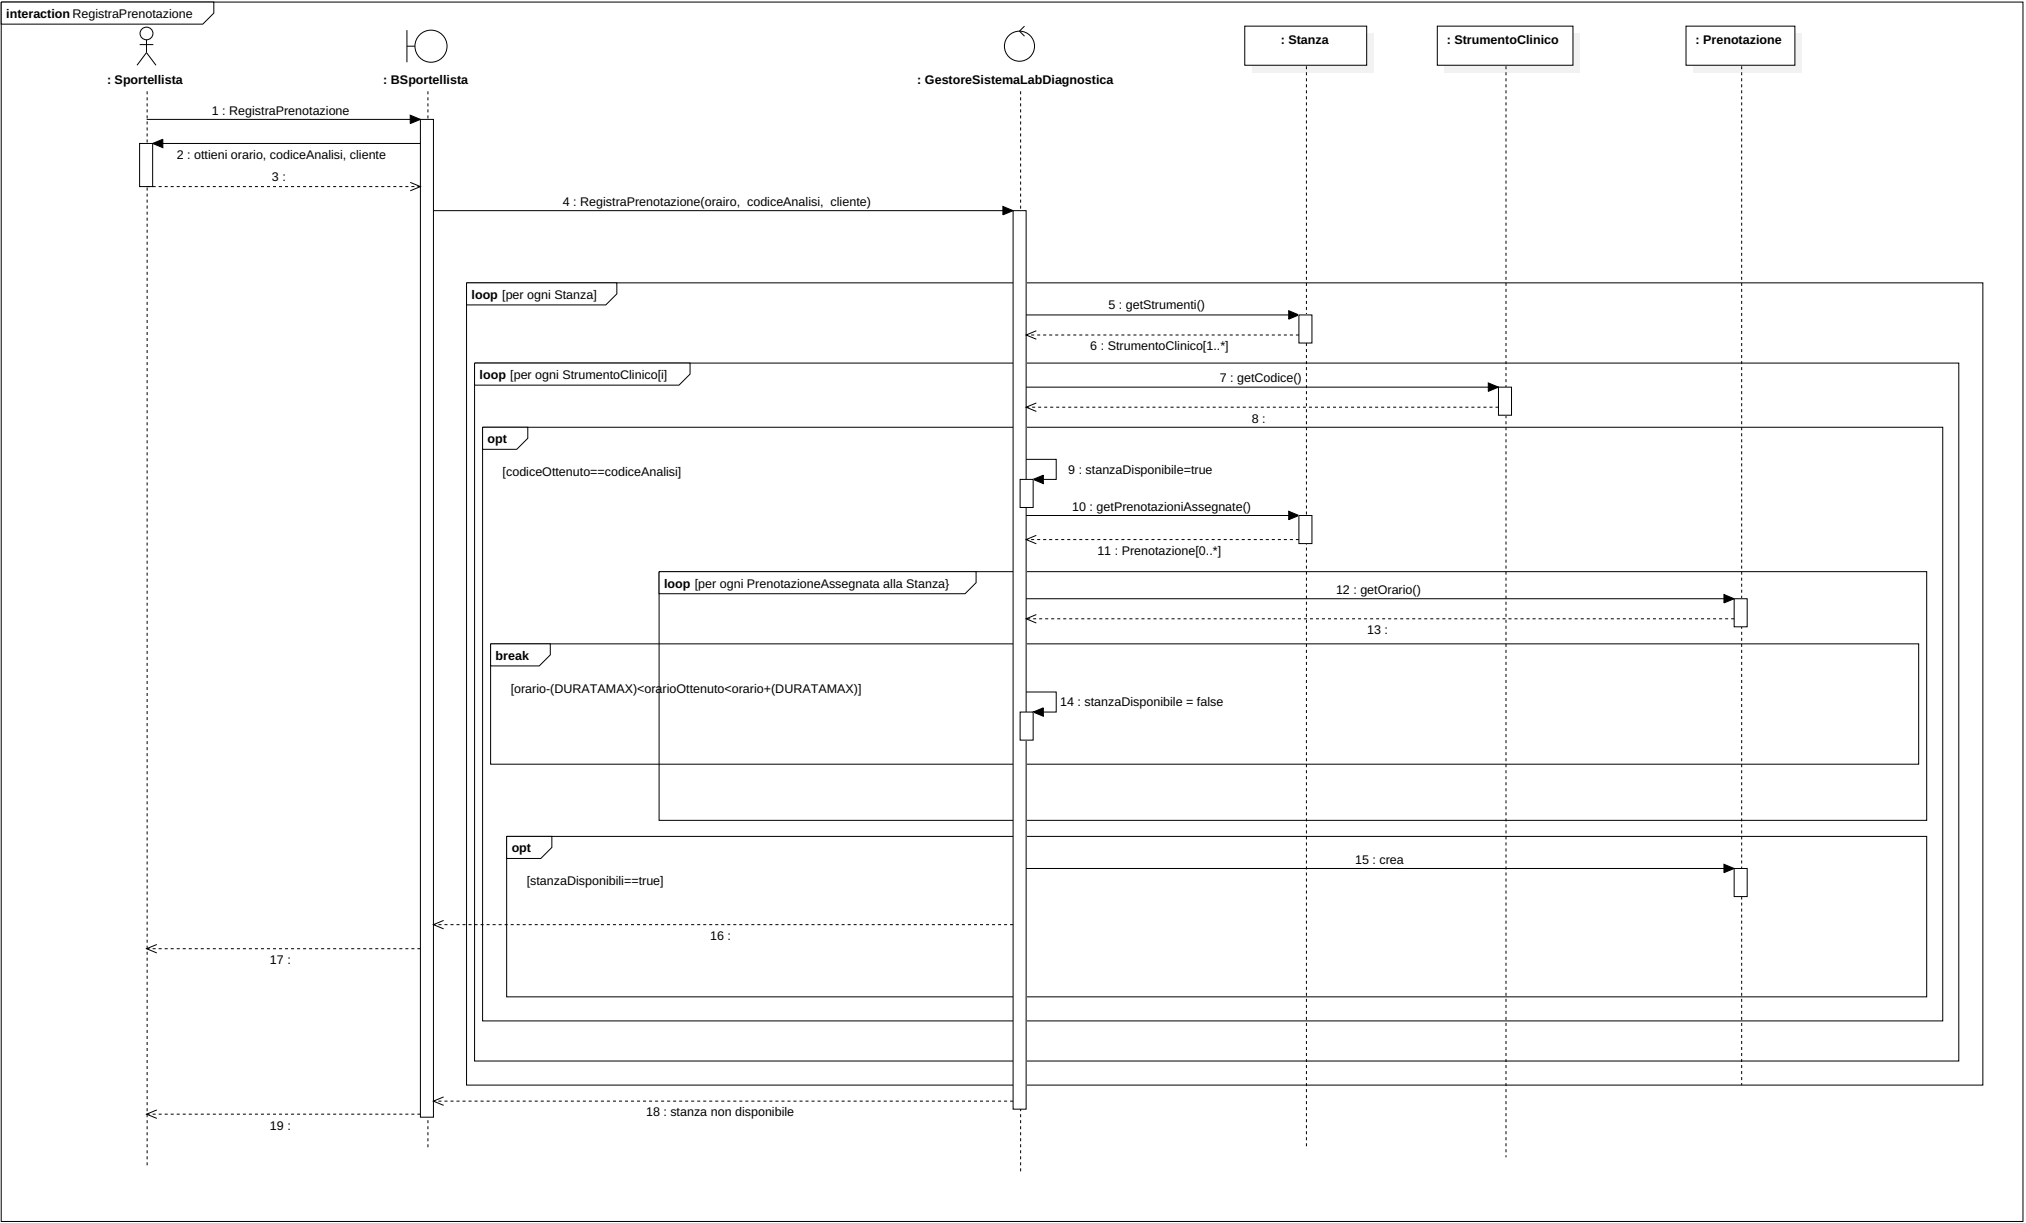 interaction RegistraPrenotazione
: Sportellista
: BSportellista
: GestoreSistemaLabDiagnostica
: Stanza
: StrumentoClinico
: Prenotazione
1 : RegistraPrenotazione
2 : ottieni orario, codiceAnalisi, cliente
3 :
4 : RegistraPrenotazione(orairo, codiceAnalisi, cliente)
loop [per ogni Stanza]
5 : getStrumenti()
6 : StrumentoClinico[1..*]
loop [per ogni StrumentoClinico[i]
7 : getCodice()
8 :
opt
[codiceOttenuto==codiceAnalisi]
9 : stanzaDisponibile=true
10 : getPrenotazioniAssegnate()
11 : Prenotazione[0..*]
loop [per ogni PrenotazioneAssegnata alla Stanza}
12 : getOrario()
13 :
break
[orario-(DURATAMAX)<orarioOttenuto<orario+(DURATAMAX)]
14 : stanzaDisponibile = false
opt
15 : crea
[stanzaDisponibili==true]
16 :
17 :
18 : stanza non disponibile
19 :